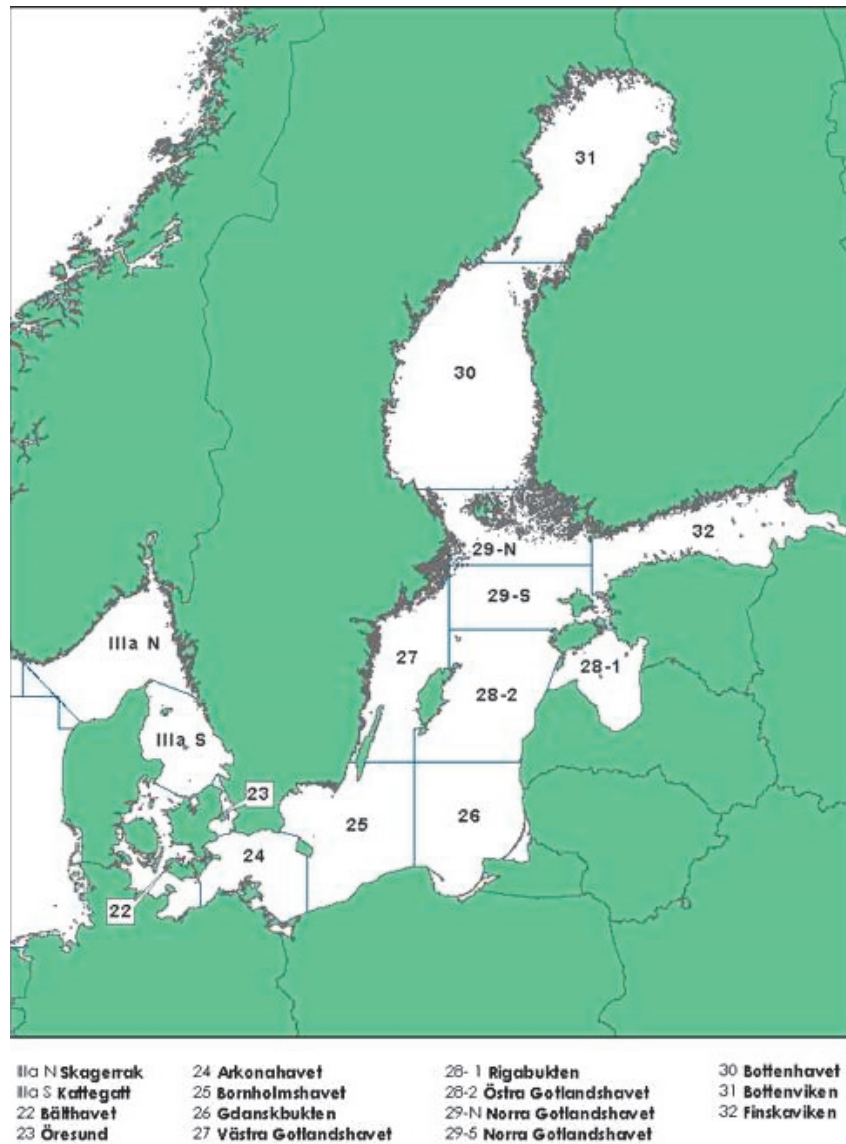 31
30
32
29-N
29-S
IIIa N
27
28-1
28-2
IIIa S
23
25
26
24
22
IIIa N Skagerrak
IIIa S Kattegatt
22 Bälthavet
23 Öresund
24 Arkonahavet
25 Bornholmshavet
26 Gdanskbukten
27 Västra Gotlandshavet
28- 1 Rigabukten
28-2 Östra Gotlandshavet
29-N Norra Gotlandshavet
29-S Norra Gotlandshavet
30 Bottenhavet
31 Bottenviken
32 Finskaviken